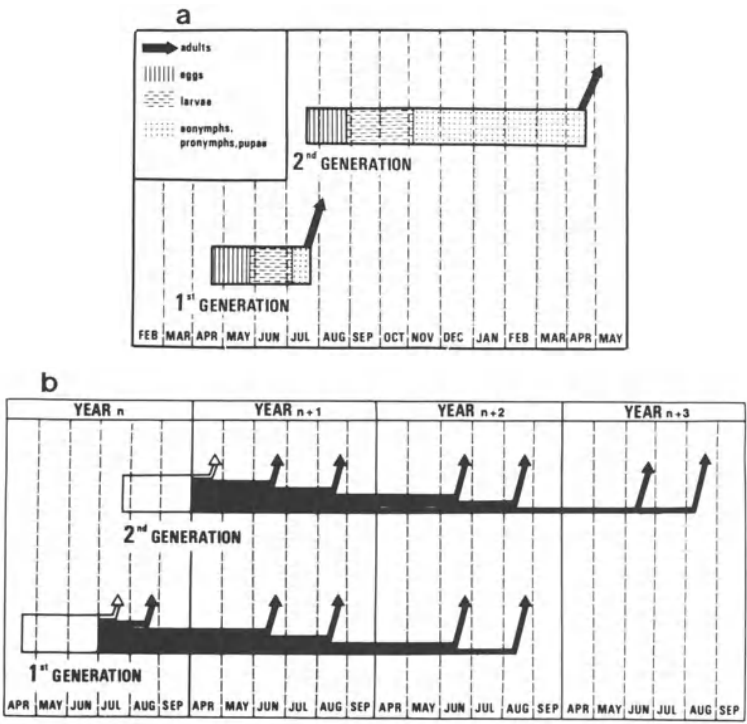 a
adults
eggs
larvae
eonymphs.
pronymphs,pupae
2nd GENERATION
1st GENERATION
FEB MAR APR MAY JUN JUL AUG SEP OCT NOV DEC JAN FEB MAR APR MAY
b
YEAR n YEAR n+1 YEAR n+2 YEAR n+3
2nd GENERATION
1st GENERATION
APR MAY JUN JUL AUG SEP APR MAY JUN JUL AUG SEP APR MAY JUN JUL AUG SEP APR MAY JUN JUL AUG SEP